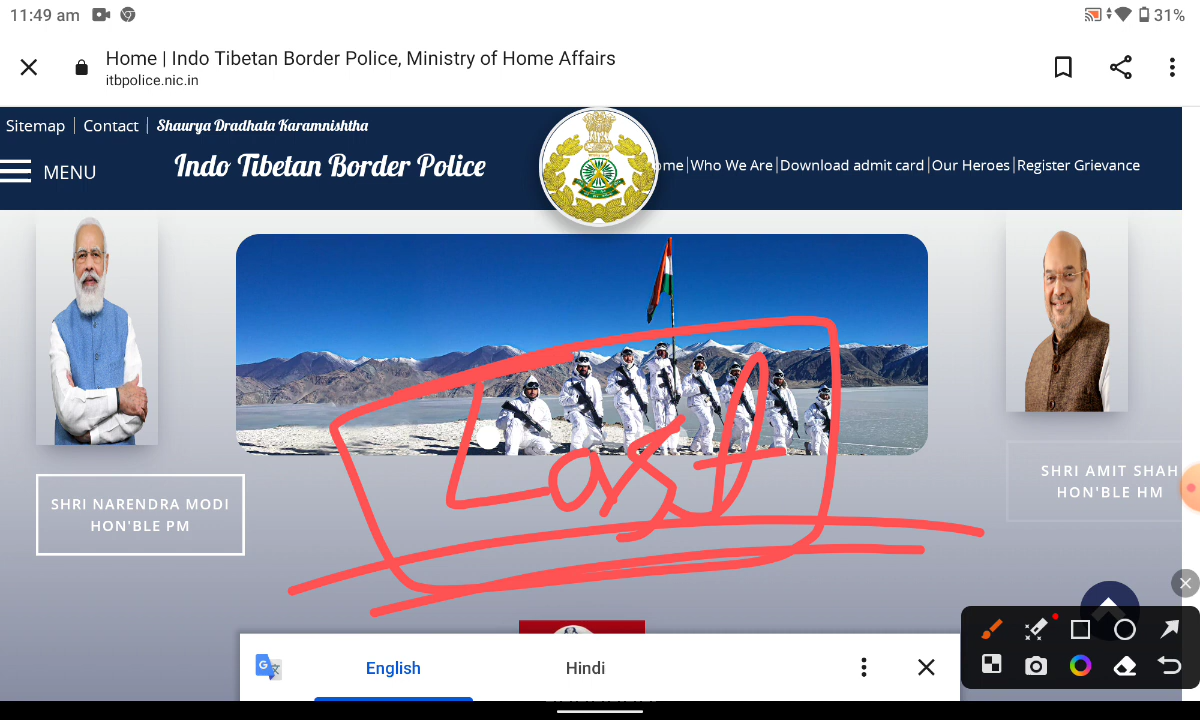 11:49 am
31%
Home | Indo Tibetan Border Police, Ministry of Home Affairs
itbpolice.nic.in
Sitemap | Contact | Shaurya Dradhata Karamnishtha
MENU
Indo Tibetan Border Police
ome | Who We Are | Download admit card | Our Heroes | Register Grievance
Last
SHRI NARENDRA MODI
HON'BLE PM
SHRI AMIT SHAH
HON'BLE HM
English
Hindi